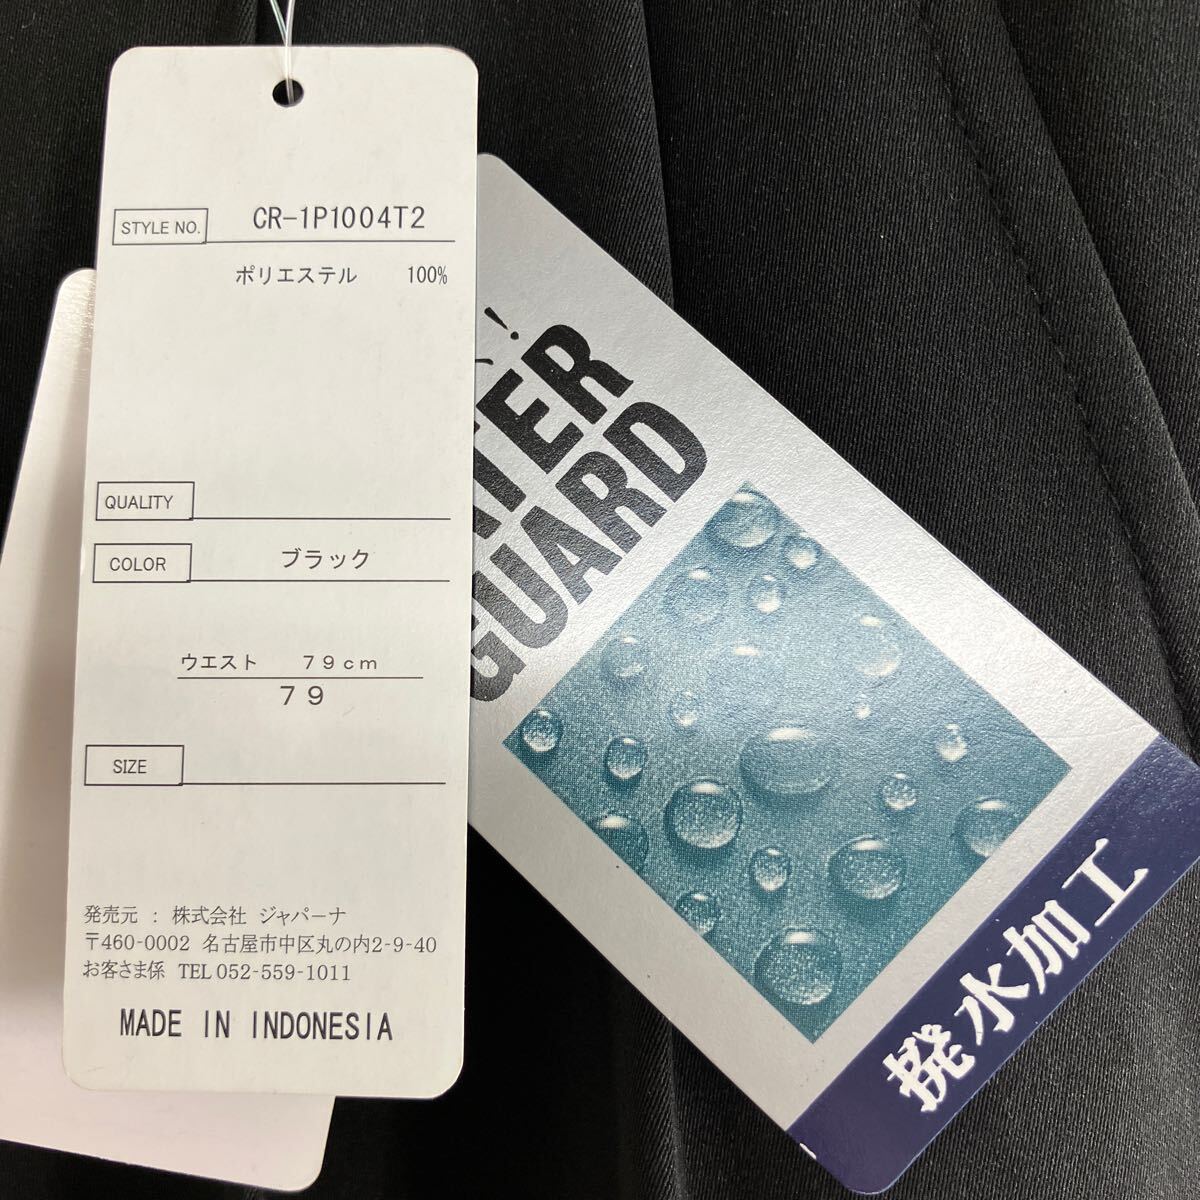 STYLE NO. CR-1P1004T2
ポリエステル 100%
QUALITY
COLOR ブラック
ウエスト 79cm
79
SIZE
発売元 : 株式会社 ジャパーナ
〒460-0002 名古屋市中区丸の内2-9-40
お客さま係 TEL 052-559-1011
MADE IN INDONESIA
GUARD
撥水加工